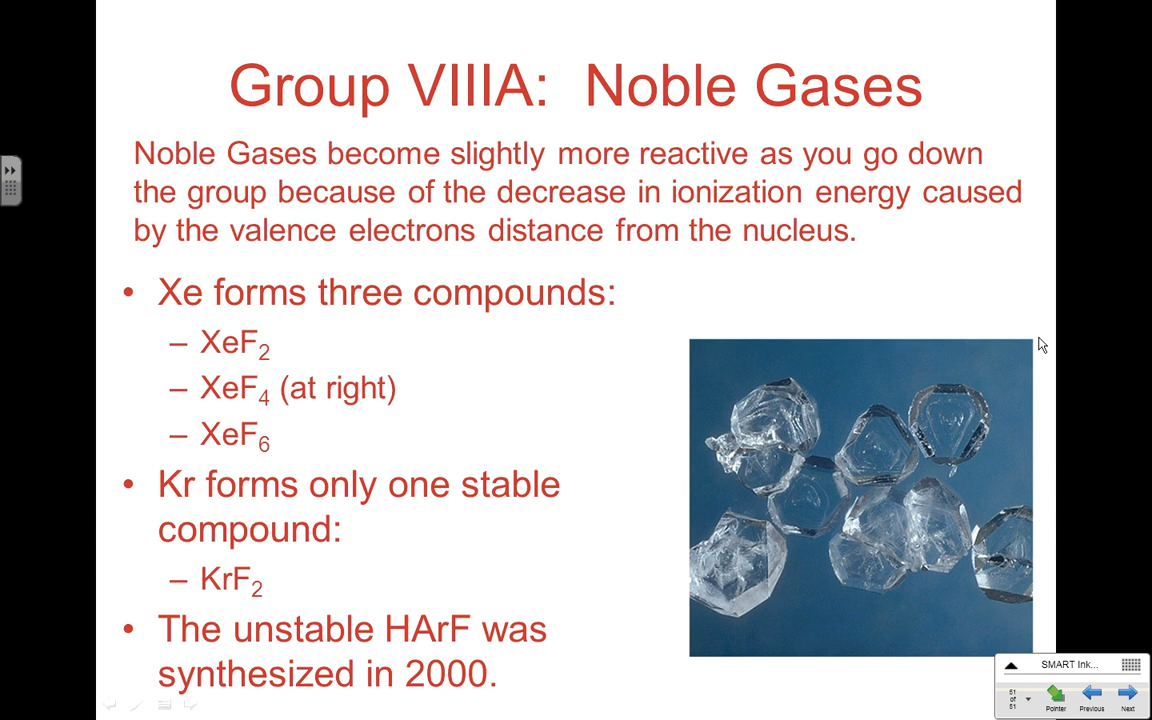 Group VIIIA: Noble Gases
Noble Gases become slightly more reactive as you go down
the group because of the decrease in ionization energy caused
by the valence electrons distance from the nucleus.
• Xe forms three compounds:
– XeF₂
– XeF₄ (at right)
– XeF₆
• Kr forms only one stable
compound:
– KrF₂
• The unstable HArF was
synthesized in 2000.
SMART Ink...
51
of
51
Pointer Previous Next